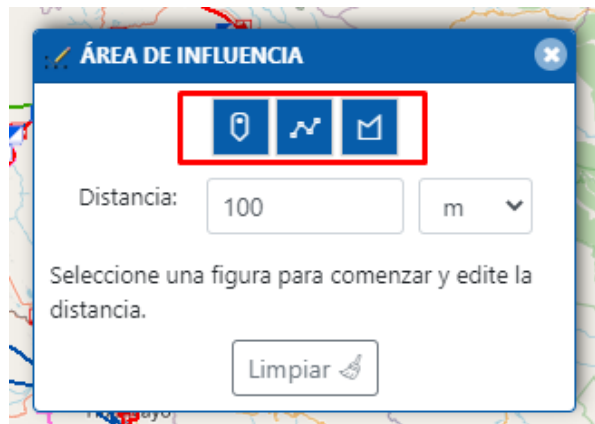 ÁREA DE INFLUENCIA
Distancia: 100 m
Seleccione una figura para comenzar y edite la
distancia.
Limpiar